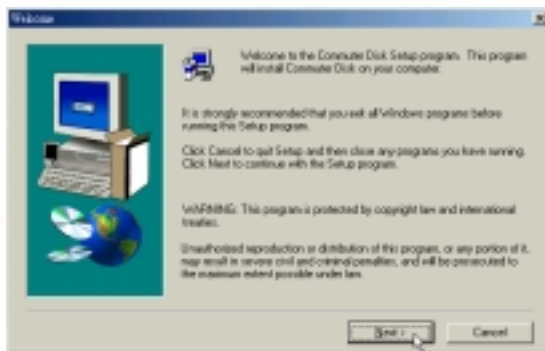 Welcome
Welcome to the Commuter Disk Setup program. This program
will install Commuter Disk on your computer.
It is strongly recommended that you exit all Windows programs before
running this Setup program.
Click Cancel to quit Setup and then close any programs you have running.
Click Next to continue with the Setup program.
WARNING: This program is protected by copyright law and international
treaties.
Unauthorized reproduction or distribution of this program, or any portion of it,
may result in severe civil and criminal penalties, and will be prosecuted to
the maximum extent possible under law.
Next >
Cancel